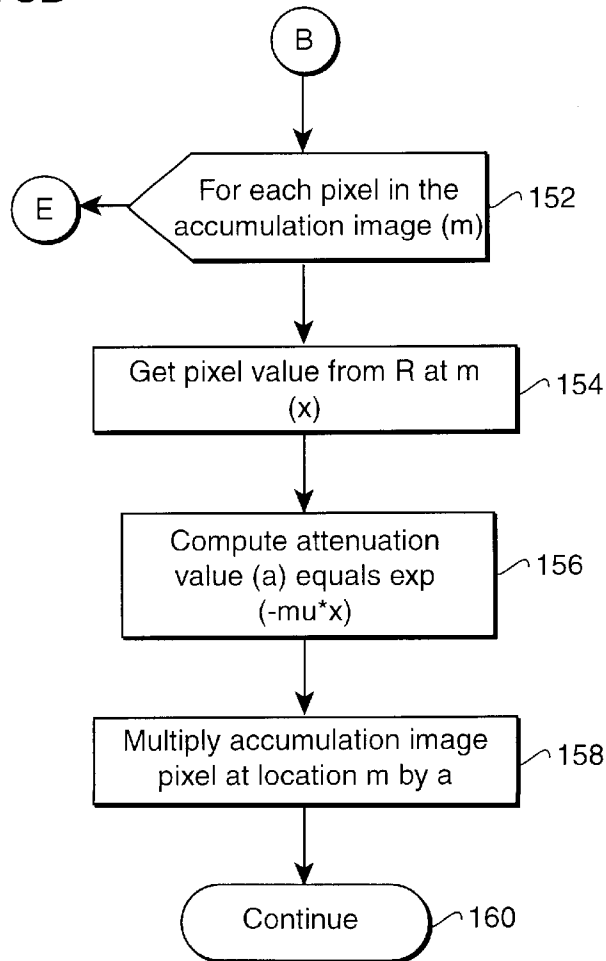 B
E
For each pixel in the
accumulation image (m)
152
Get pixel value from R at m
(x)
154
Compute attenuation
value (a) equals exp
(-mu*x)
156
Multiply accumulation image
pixel at location m by a
158
Continue
160